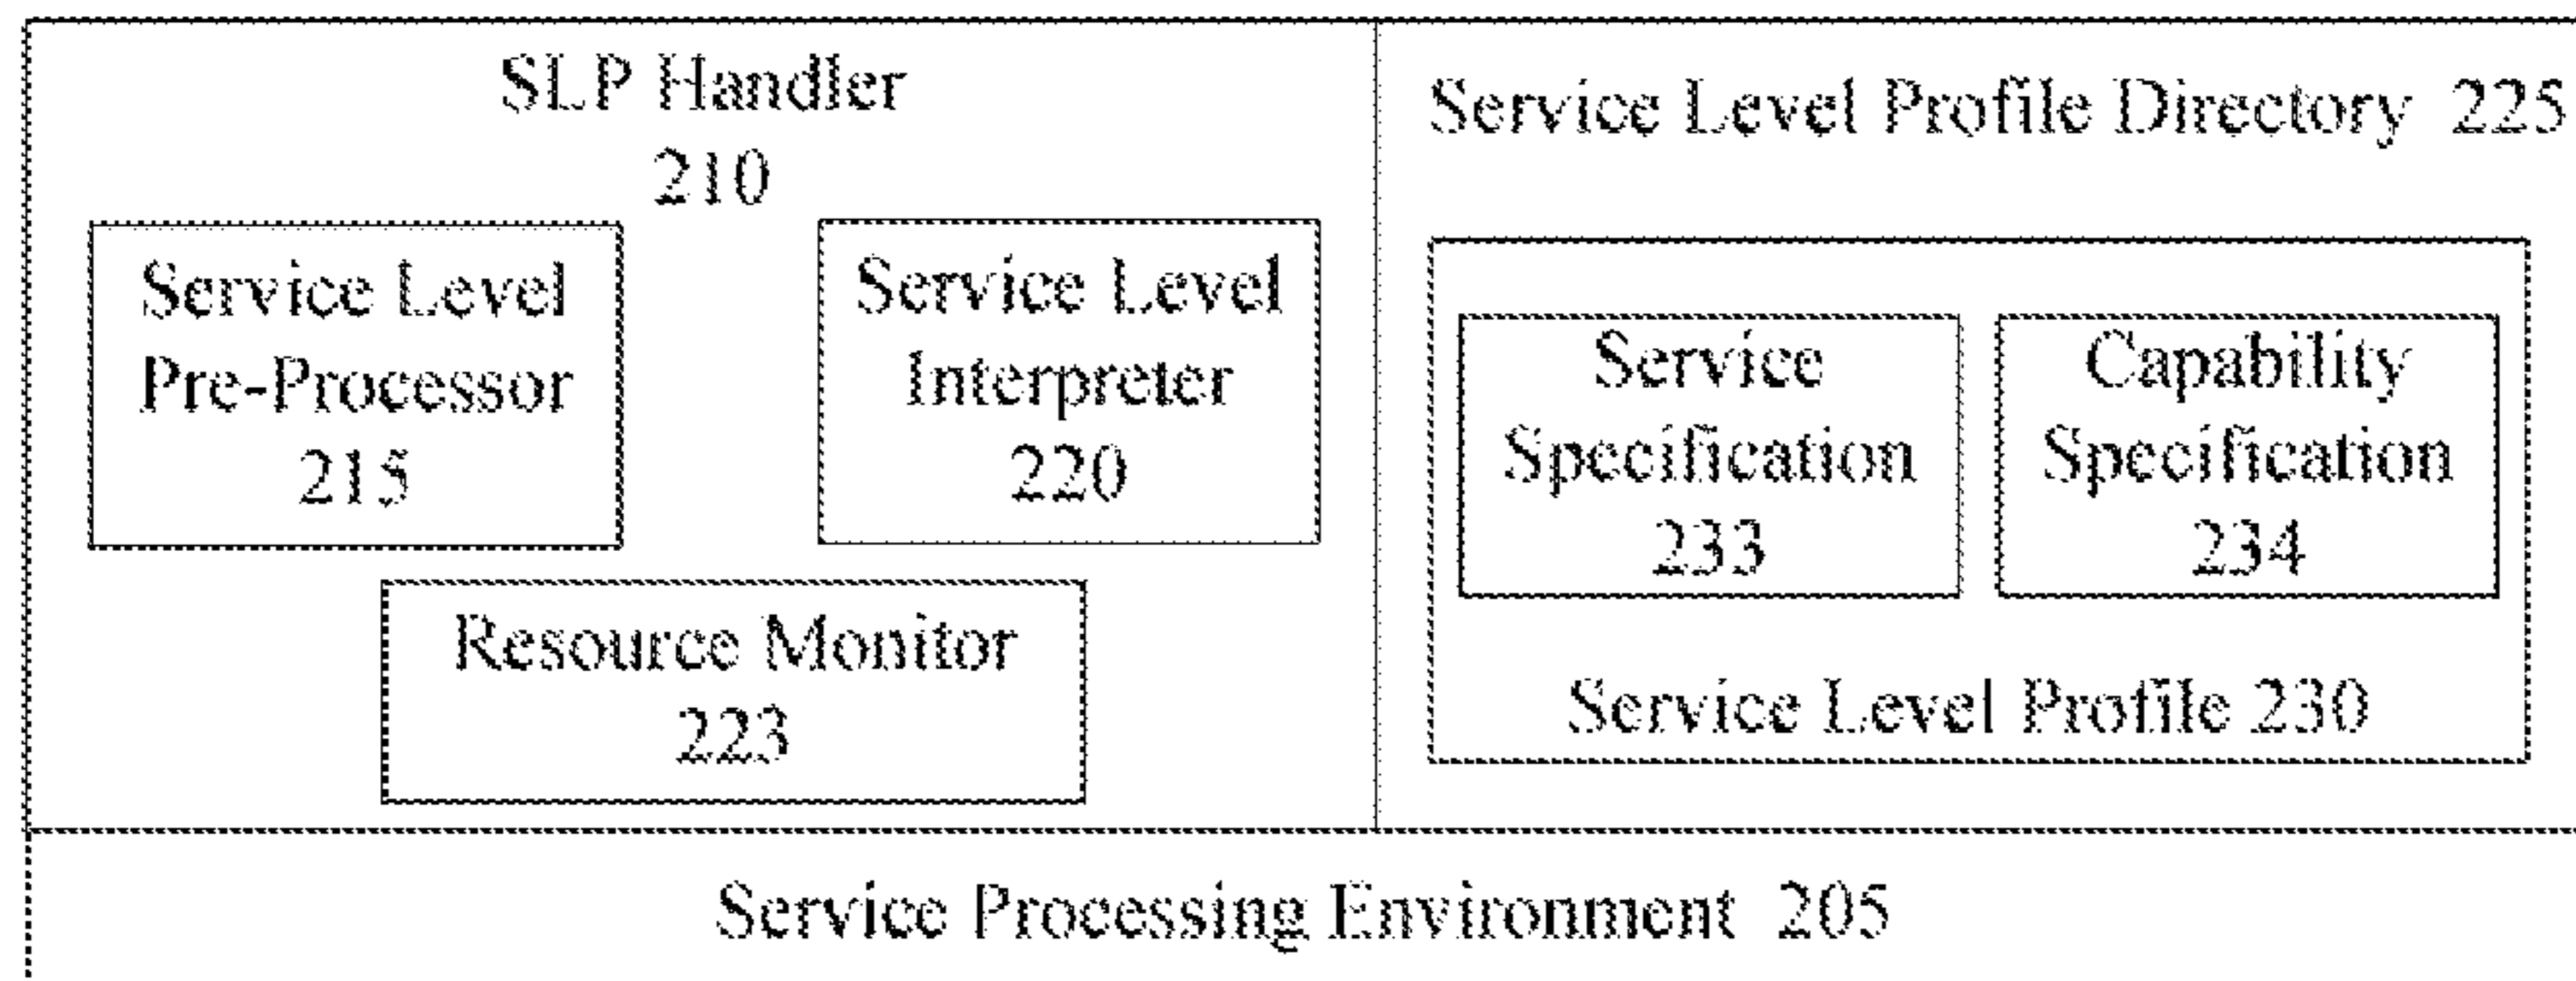 SLP Handler
210
Service Level
Pre-Processor
215
Service Level
Interpreter
220
Resource Monitor
223
Service Level Profile Directory 225
Service
Specification
233
Capability
Specification
234
Service Level Profile 230
Service Processing Environment 205